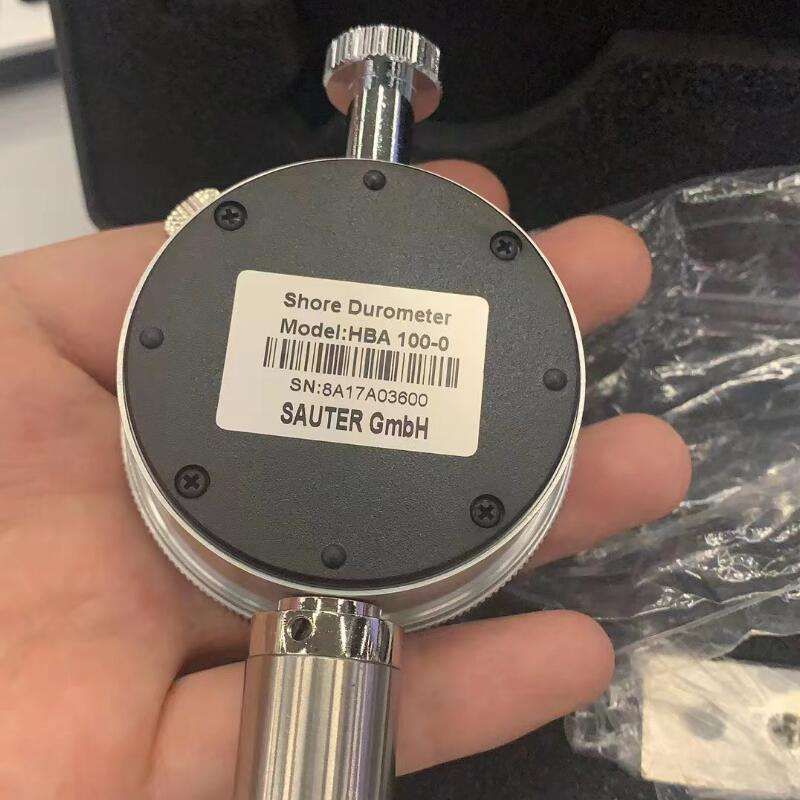 Shore Durometer
Model:HBA 100-0
SN:8A17A03600
SAUTER GmbH